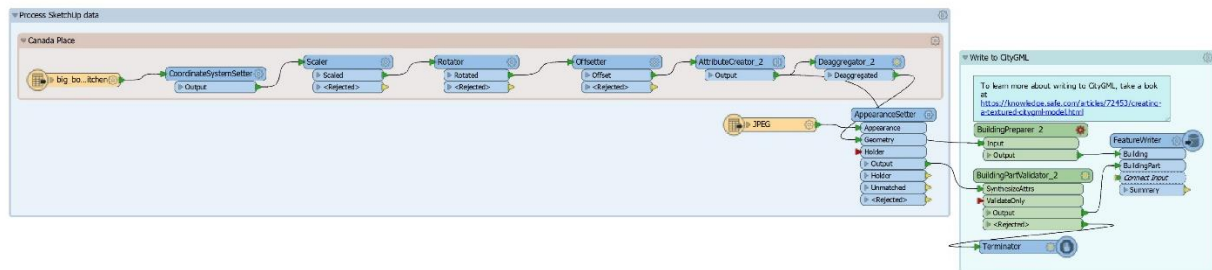 Process SketchUp data
Canada Place
big_bo...itchen
CoordinateSystemSetter
Output
Scaler
Scaled
<Rejected>
Rotator
Rotated
<Rejected>
Offsetter
Offset
<Rejected>
AttributeCreator_2
Output
Deaggregator_2
Deaggregated
JPEG
AppearanceSetter
Appearance
Geometry
Holder
Output
Holder
Unmatched
<Rejected>
Write to CityGML
To learn more about writing to CityGML, take a look
at
https://knowledge.safe.com/articles/72453/creating-
a-textured-citygml-model.html
BuildingPreparer_2
Input
Output
BuildingPartValidator_2
SynthesizeAttrs
ValidateOnly
Output
<Rejected>
FeatureWriter
Building
BuildingPart
Connect Input
Summary
Terminator